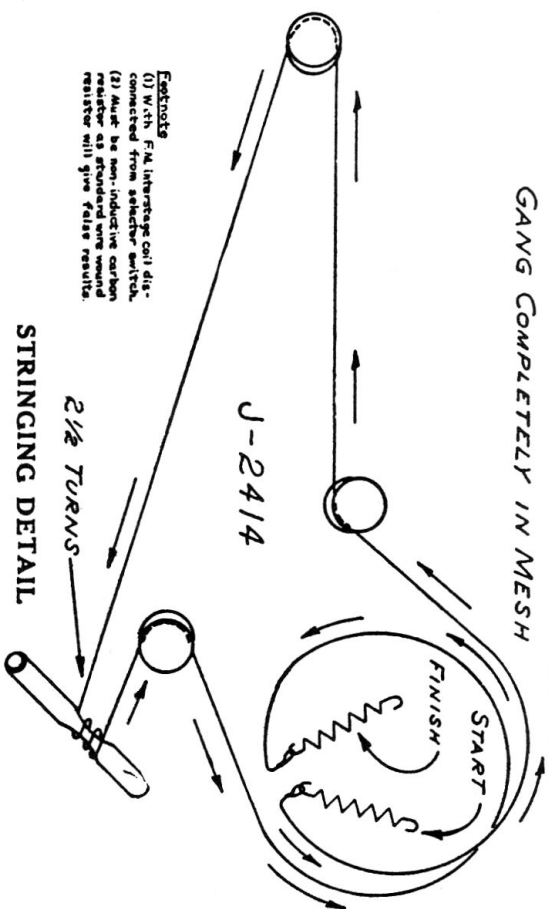 GANG COMPLETELY IN MESH
START
FINISH
J-2414
2½ TURNS
STRINGING DETAIL
Footnote
(1) With F.M. interstage coil dis-
connected from selector switch.
(2) Must be non-inductive carbon
resistor as standard wire wound
resistor will give false results.